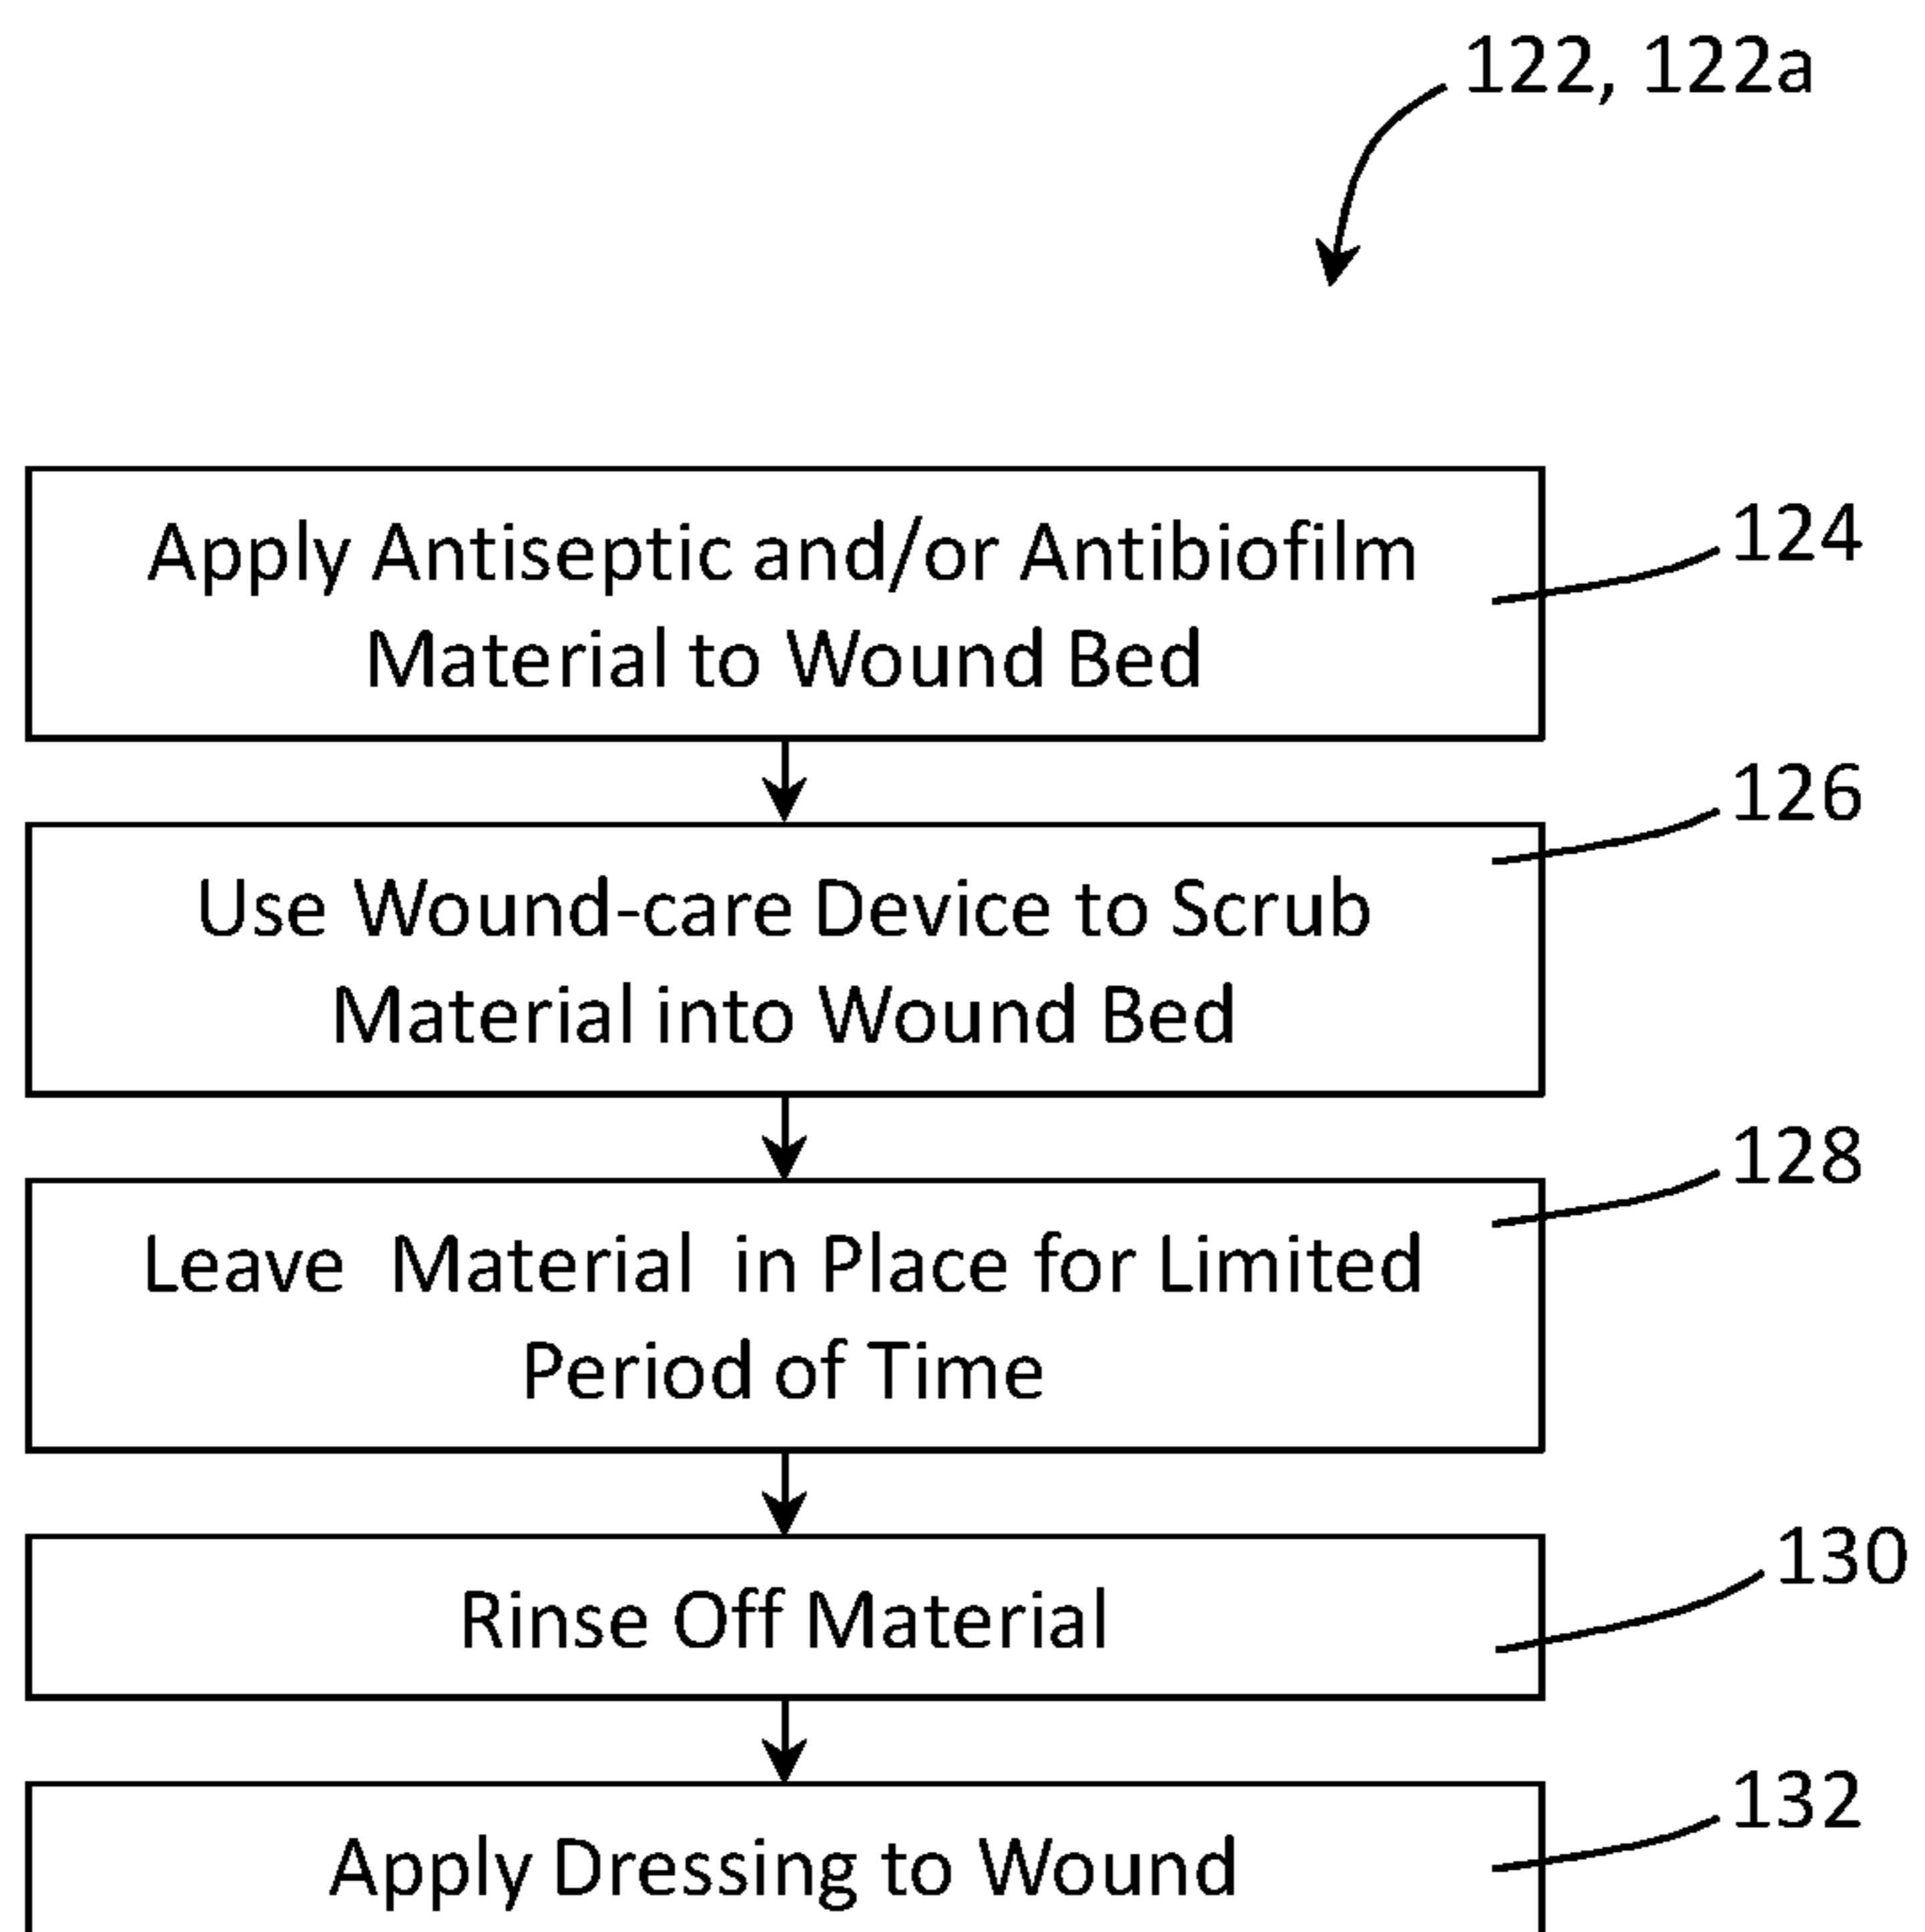 122, 122a
Apply Antiseptic and/or Antibiofilm
Material to Wound Bed
124
Use Wound-care Device to Scrub
Material into Wound Bed
126
Leave  Material  in Place for Limited
Period of Time
128
Rinse Off Material
130
Apply Dressing to Wound
132